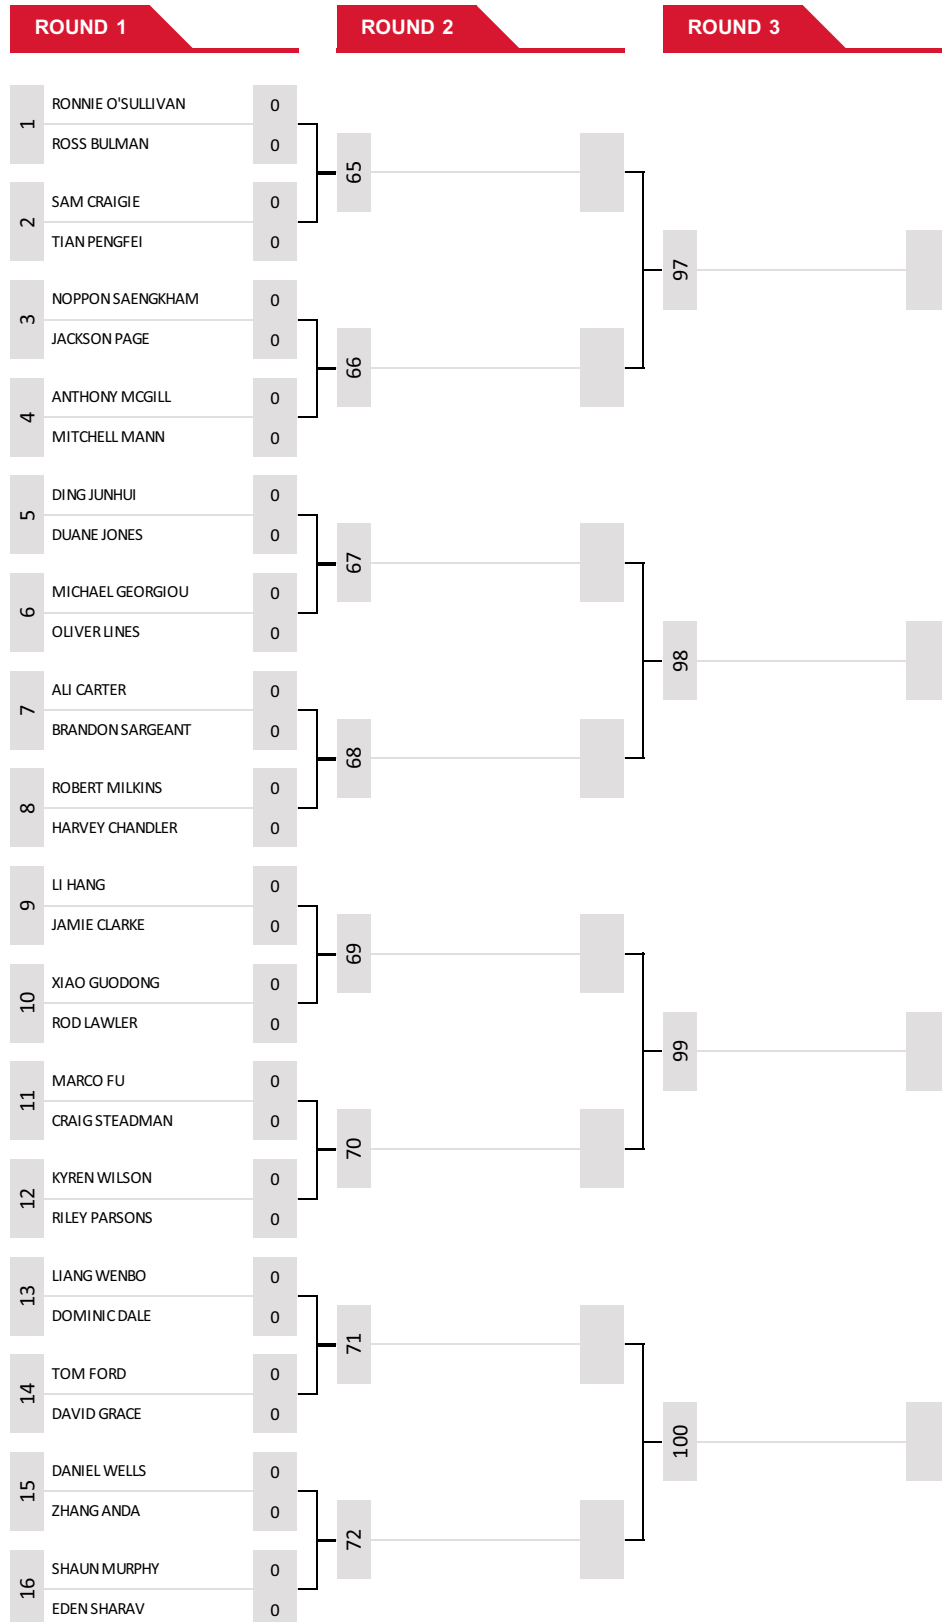 ROUND 1
ROUND 2
ROUND 3
1
RONNIE O'SULLIVAN 0
ROSS BULMAN 0
65
2
SAM CRAIGIE 0
TIAN PENGFEI 0
97
3
NOPPON SAENGKHAM 0
JACKSON PAGE 0
66
4
ANTHONY MCGILL 0
MITCHELL MANN 0
5
DING JUNHUI 0
DUANE JONES 0
67
6
MICHAEL GEORGIOU 0
OLIVER LINES 0
98
7
ALI CARTER 0
BRANDON SARGEANT 0
68
8
ROBERT MILKINS 0
HARVEY CHANDLER 0
9
LI HANG 0
JAMIE CLARKE 0
69
10
XIAO GUODONG 0
ROD LAWLER 0
99
11
MARCO FU 0
CRAIG STEADMAN 0
70
12
KYREN WILSON 0
RILEY PARSONS 0
13
LIANG WENBO 0
DOMINIC DALE 0
71
14
TOM FORD 0
DAVID GRACE 0
100
15
DANIEL WELLS 0
ZHANG ANDA 0
72
16
SHAUN MURPHY 0
EDEN SHARAV 0